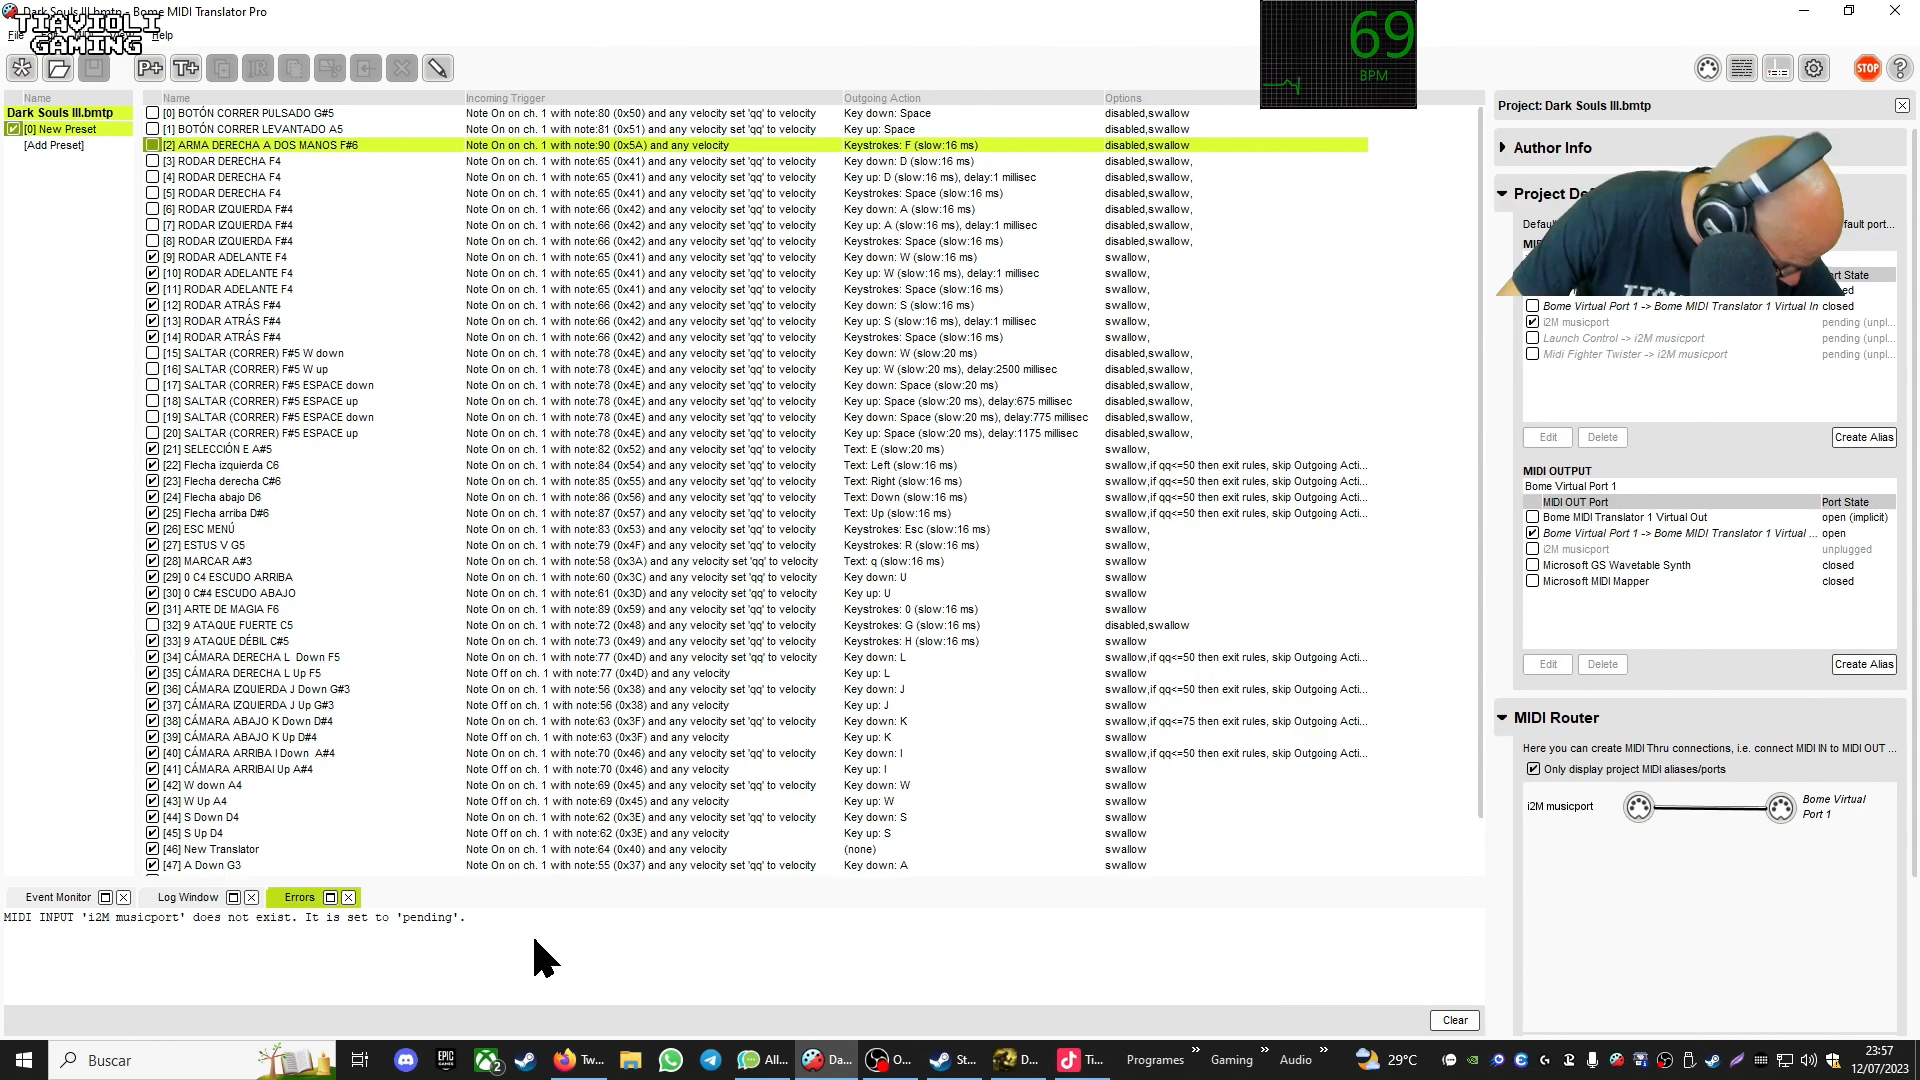 Dark Souls III.bmtp - Bome MIDI Translator Pro
TIAVIOLI
GAMING
File
Help
69
BPM
P+
T+
STOP
?
Name
Dark Souls III.bmtp
[0] New Preset
[Add Preset]
Name Incoming Trigger Outgoing Action Options
[0] BOTÓN CORRER PULSADO G#5 Note On on ch. 1 with note:80 (0x50) and any velocity set 'qq' to velocity Key down: Space disabled,swallow
[1] BOTÓN CORRER LEVANTADO A5 Note On on ch. 1 with note:81 (0x51) and any velocity set 'qq' to velocity Key up: Space disabled,swallow
[2] ARMA DERECHA A DOS MANOS F#6 Note On on ch. 1 with note:90 (0x5A) and any velocity Keystrokes: F (slow:16 ms) disabled,swallow
[3] RODAR DERECHA F4 Note On on ch. 1 with note:65 (0x41) and any velocity set 'qq' to velocity Key down: D (slow:16 ms) disabled,swallow,
[4] RODAR DERECHA F4 Note On on ch. 1 with note:65 (0x41) and any velocity set 'qq' to velocity Key up: D (slow:16 ms), delay:1 millisec disabled,swallow,
[5] RODAR DERECHA F4 Note On on ch. 1 with note:65 (0x41) and any velocity set 'qq' to velocity Keystrokes: Space (slow:16 ms) disabled,swallow,
[6] RODAR IZQUIERDA F#4 Note On on ch. 1 with note:66 (0x42) and any velocity set 'qq' to velocity Key down: A (slow:16 ms) disabled,swallow,
[7] RODAR IZQUIERDA F#4 Note On on ch. 1 with note:66 (0x42) and any velocity set 'qq' to velocity Key up: A (slow:16 ms), delay:1 millisec disabled,swallow,
[8] RODAR IZQUIERDA F#4 Note On on ch. 1 with note:66 (0x42) and any velocity set 'qq' to velocity Keystrokes: Space (slow:16 ms) disabled,swallow,
[9] RODAR ADELANTE F4 Note On on ch. 1 with note:65 (0x41) and any velocity set 'qq' to velocity Key down: W (slow:16 ms) swallow,
[10] RODAR ADELANTE F4 Note On on ch. 1 with note:65 (0x41) and any velocity set 'qq' to velocity Key up: W (slow:16 ms), delay:1 millisec swallow,
[11] RODAR ADELANTE F4 Note On on ch. 1 with note:65 (0x41) and any velocity set 'qq' to velocity Keystrokes: Space (slow:16 ms) swallow,
[12] RODAR ATRÁS F#4 Note On on ch. 1 with note:66 (0x42) and any velocity set 'qq' to velocity Key down: S (slow:16 ms) swallow,
[13] RODAR ATRÁS F#4 Note On on ch. 1 with note:66 (0x42) and any velocity set 'qq' to velocity Key up: S (slow:16 ms), delay:1 millisec swallow,
[14] RODAR ATRÁS F#4 Note On on ch. 1 with note:66 (0x42) and any velocity set 'qq' to velocity Keystrokes: Space (slow:16 ms) swallow,
[15] SALTAR (CORRER) F#5 W down Note On on ch. 1 with note:78 (0x4E) and any velocity set 'qq' to velocity Key down: W (slow:20 ms) disabled,swallow,
[16] SALTAR (CORRER) F#5 W up Note On on ch. 1 with note:78 (0x4E) and any velocity set 'qq' to velocity Key up: W (slow:20 ms), delay:2500 millisec disabled,swallow,
[17] SALTAR (CORRER) F#5 ESPACE down Note On on ch. 1 with note:78 (0x4E) and any velocity set 'qq' to velocity Key down: Space (slow:20 ms) disabled,swallow,
[18] SALTAR (CORRER) F#5 ESPACE up Note On on ch. 1 with note:78 (0x4E) and any velocity set 'qq' to velocity Key up: Space (slow:20 ms), delay:675 millisec disabled,swallow,
[19] SALTAR (CORRER) F#5 ESPACE down Note On on ch. 1 with note:78 (0x4E) and any velocity set 'qq' to velocity Key down: Space (slow:20 ms), delay:775 millisec disabled,swallow,
[20] SALTAR (CORRER) F#5 ESPACE up Note On on ch. 1 with note:78 (0x4E) and any velocity set 'qq' to velocity Key up: Space (slow:20 ms), delay:1175 millisec disabled,swallow,
[21] SELECCIÓN E A#5 Note On on ch. 1 with note:82 (0x52) and any velocity set 'qq' to velocity Text: E (slow:20 ms) swallow,
[22] Flecha izquierda C6 Note On on ch. 1 with note:84 (0x54) and any velocity set 'qq' to velocity Text: Left (slow:16 ms) swallow,if qq<=50 then exit rules, skip Outgoing Acti...
[23] Flecha derecha C#6 Note On on ch. 1 with note:85 (0x55) and any velocity set 'qq' to velocity Text: Right (slow:16 ms) swallow,if qq<=50 then exit rules, skip Outgoing Acti...
[24] Flecha abajo D6 Note On on ch. 1 with note:86 (0x56) and any velocity set 'qq' to velocity Text: Down (slow:16 ms) swallow,if qq<=50 then exit rules, skip Outgoing Acti...
[25] Flecha arriba D#6 Note On on ch. 1 with note:87 (0x57) and any velocity set 'qq' to velocity Text: Up (slow:16 ms) swallow,if qq<=50 then exit rules, skip Outgoing Acti...
[26] ESC MENÚ Note On on ch. 1 with note:83 (0x53) and any velocity set 'qq' to velocity Keystrokes: Esc (slow:16 ms) swallow,
[27] ESTUS V G5 Note On on ch. 1 with note:79 (0x4F) and any velocity set 'qq' to velocity Keystrokes: R (slow:16 ms) swallow,
[28] MARCAR A#3 Note On on ch. 1 with note:58 (0x3A) and any velocity set 'qq' to velocity Text: q (slow:16 ms) swallow
[29] 0 C4 ESCUDO ARRIBA Note On on ch. 1 with note:60 (0x3C) and any velocity set 'qq' to velocity Key down: U swallow
[30] 0 C#4 ESCUDO ABAJO Note On on ch. 1 with note:61 (0x3D) and any velocity set 'qq' to velocity Key up: U swallow
[31] ARTE DE MAGIA F6 Note On on ch. 1 with note:89 (0x59) and any velocity set 'qq' to velocity Keystrokes: 0 (slow:16 ms) swallow
[32] 9 ATAQUE FUERTE C5 Note On on ch. 1 with note:72 (0x48) and any velocity set 'qq' to velocity Keystrokes: G (slow:16 ms) disabled,swallow
[33] 9 ATAQUE DÉBIL C#5 Note On on ch. 1 with note:73 (0x49) and any velocity set 'qq' to velocity Keystrokes: H (slow:16 ms) swallow
[34] CÁMARA DERECHA L Down F5 Note On on ch. 1 with note:77 (0x4D) and any velocity set 'qq' to velocity Key down: L swallow,if qq<=50 then exit rules, skip Outgoing Acti...
[35] CÁMARA DERECHA L Up F5 Note Off on ch. 1 with note:77 (0x4D) and any velocity Key up: L swallow
[36] CÁMARA IZQUIERDA J Down G#3 Note On on ch. 1 with note:56 (0x38) and any velocity set 'qq' to velocity Key down: J swallow,if qq<=50 then exit rules, skip Outgoing Acti...
[37] CÁMARA IZQUIERDA J Up G#3 Note Off on ch. 1 with note:56 (0x38) and any velocity Key up: J swallow
[38] CÁMARA ABAJO K Down D#4 Note On on ch. 1 with note:63 (0x3F) and any velocity set 'qq' to velocity Key down: K swallow,if qq<=75 then exit rules, skip Outgoing Acti...
[39] CÁMARA ABAJO K Up D#4 Note Off on ch. 1 with note:63 (0x3F) and any velocity Key up: K swallow
[40] CÁMARA ARRIBA I Down A#4 Note On on ch. 1 with note:70 (0x46) and any velocity set 'qq' to velocity Key down: I swallow,if qq<=50 then exit rules, skip Outgoing Acti...
[41] CÁMARA ARRIBAI Up A#4 Note Off on ch. 1 with note:70 (0x46) and any velocity Key up: I swallow
[42] W down A4 Note On on ch. 1 with note:69 (0x45) and any velocity set 'qq' to velocity Key down: W swallow
[43] W Up A4 Note Off on ch. 1 with note:69 (0x45) and any velocity Key up: W swallow
[44] S Down D4 Note On on ch. 1 with note:62 (0x3E) and any velocity set 'qq' to velocity Key down: S swallow
[45] S Up D4 Note Off on ch. 1 with note:62 (0x3E) and any velocity Key up: S swallow
[46] New Translator Note On on ch. 1 with note:64 (0x40) and any velocity (none) swallow
[47] A Down G3 Note On on ch. 1 with note:55 (0x37) and any velocity set 'qq' to velocity Key down: A swallow
Project: Dark Souls III.bmtp
Author Info
Project De
Defaul
fault port...
Bome Virtual Port 1 -> Bome MIDI Translator 1 Virtual In closed
i2M musicport pending (unpl...
Launch Control -> i2M musicport pending (unpl...
Midi Fighter Twister -> i2M musicport pending (unpl...
Edit Delete Create Alias
MIDI OUTPUT
Bome Virtual Port 1
MIDI OUT Port Port State
Bome MIDI Translator 1 Virtual Out open (implicit)
Bome Virtual Port 1 -> Bome MIDI Translator 1 Virtual ... open
i2M musicport unplugged
Microsoft GS Wavetable Synth closed
Microsoft MIDI Mapper closed
Edit Delete Create Alias
MIDI Router
Here you can create MIDI Thru connections, i.e. connect MIDI IN to MIDI OUT ...
Only display project MIDI aliases/ports
i2M musicport
Bome Virtual
Port 1
Event Monitor Log Window Errors
MIDI INPUT 'i2M musicport' does not exist. It is set to 'pending'.
Clear
Buscar
EPIC
GAMES
2
Tw...
All...
Da...
O...
St...
D...
Ti...
Programes »
Gaming »
Audio »
29°C
23:57
12/07/2023